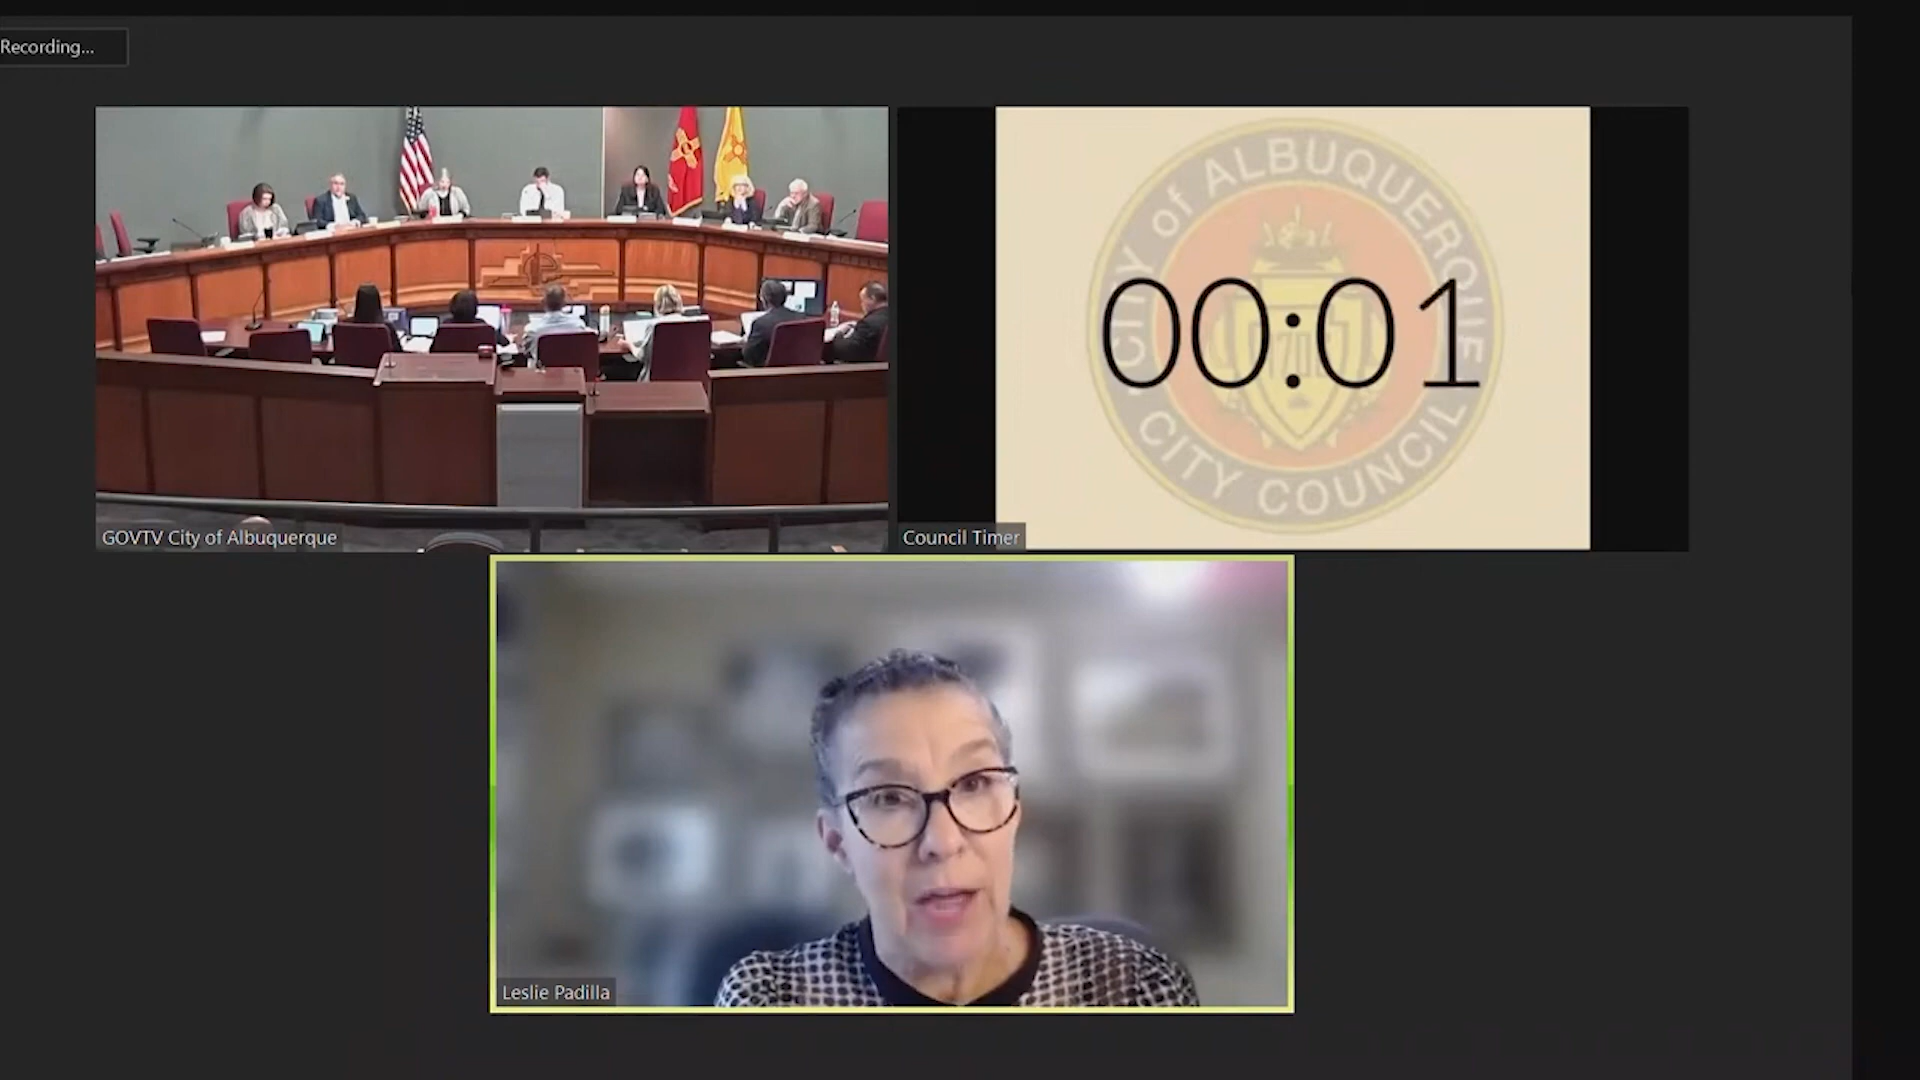 Recording...
GOVTV City of Albuquerque
CITY of ALBUQUERQUE
CITY COUNCIL
00:01
Council Timer
Leslie Padilla